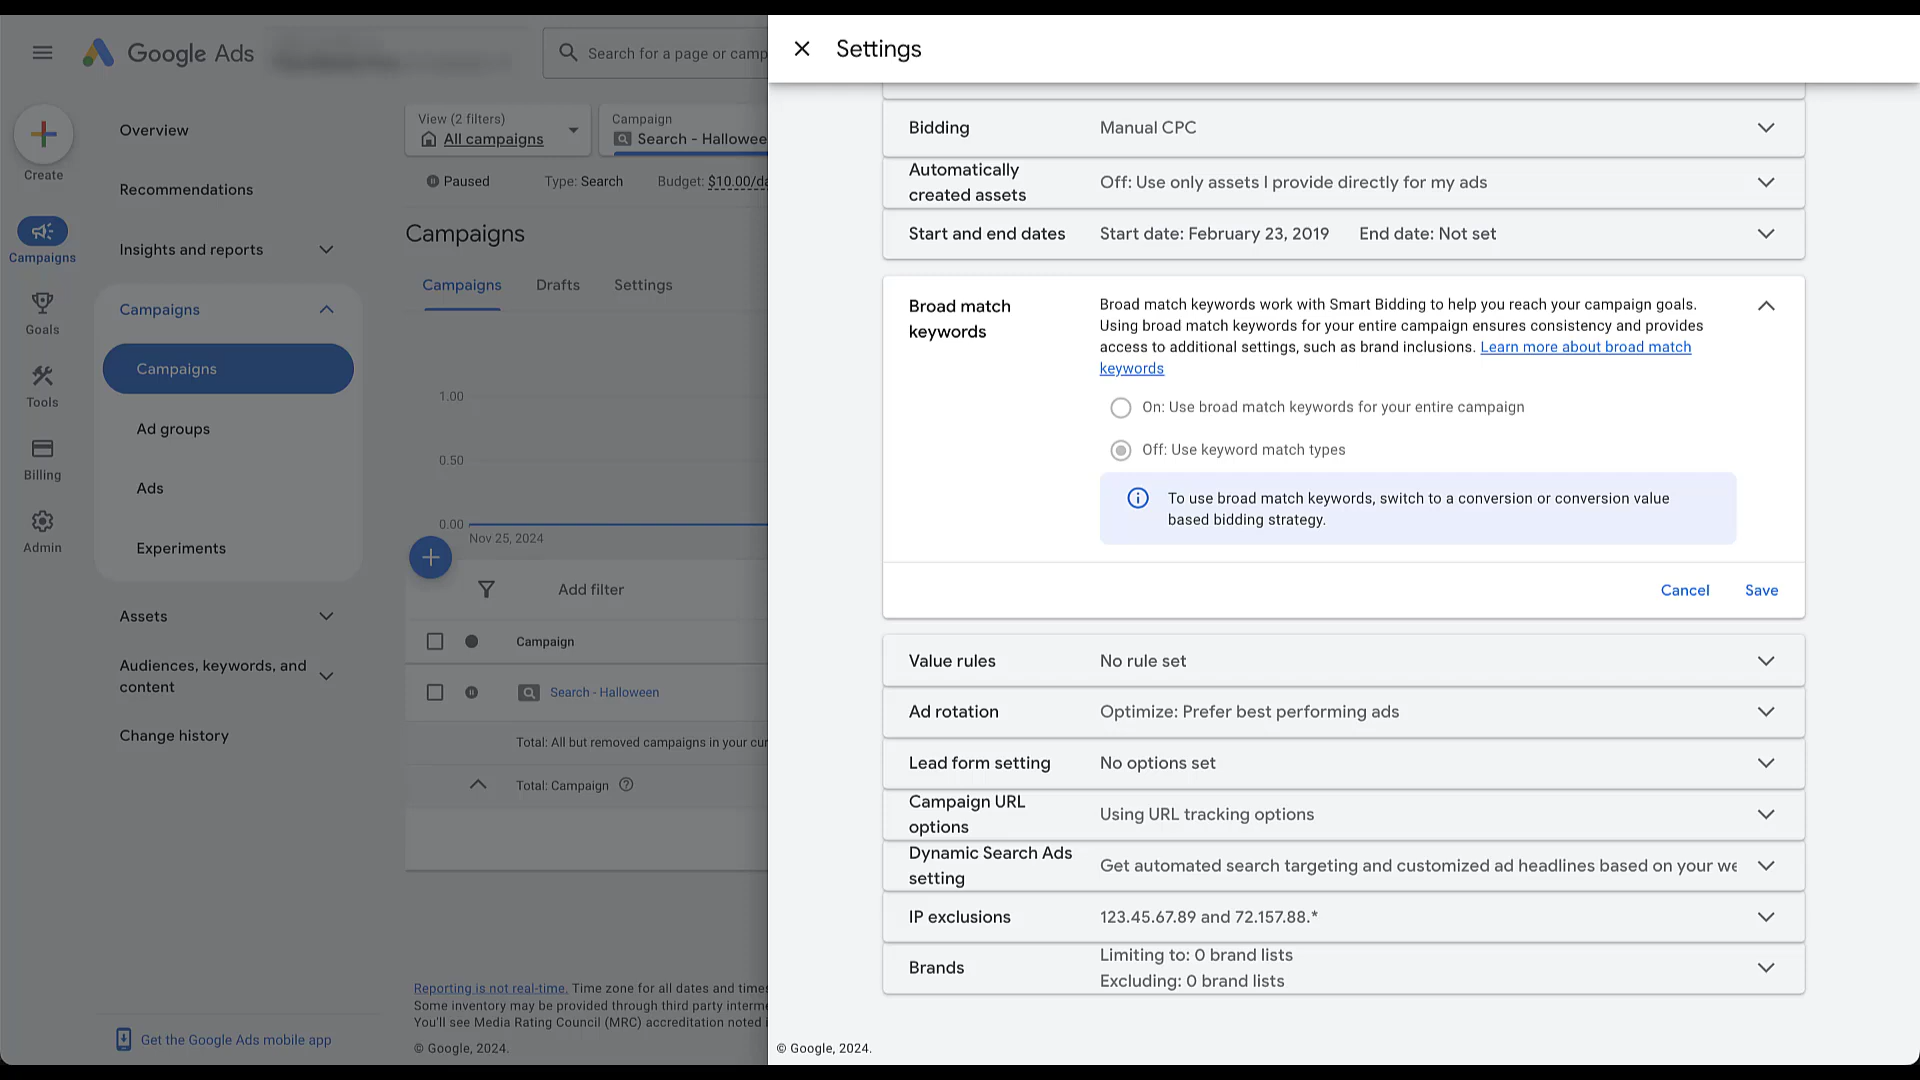 Google Ads
Search for a page or camp
Create
Campaigns
Goals
Tools
Billing
Admin
Overview
Recommendations
Insights and reports
Campaigns
Campaigns
Ad groups
Ads
Experiments
Assets
Audiences, keywords, and
content
Change history
Get the Google Ads mobile app
View (2 filters)
All campaigns
Campaign
Search - Hallowee
Paused
Type: Search
Budget: $10.00/da
Campaigns
Campaigns
Drafts
Settings
1.00
0.50
0.00
Nov 25, 2024
Add filter
Campaign
Search - Halloween
Total: All but removed campaigns in your cur
Total: Campaign
Reporting is not real-time. Time zone for all dates and times
Some inventory may be provided through third party interme
You'll see Media Rating Council (MRC) accreditation noted i
© Google, 2024.
Settings
Bidding
Manual CPC
Automatically
created assets
Off: Use only assets I provide directly for my ads
Start and end dates
Start date: February 23, 2019
End date: Not set
Broad match
keywords
Broad match keywords work with Smart Bidding to help you reach your campaign goals.
Using broad match keywords for your entire campaign ensures consistency and provides
access to additional settings, such as brand inclusions. Learn more about broad match
keywords
On: Use broad match keywords for your entire campaign
Off: Use keyword match types
To use broad match keywords, switch to a conversion or conversion value
based bidding strategy.
Cancel
Save
Value rules
No rule set
Ad rotation
Optimize: Prefer best performing ads
Lead form setting
No options set
Campaign URL
options
Using URL tracking options
Dynamic Search Ads
setting
Get automated search targeting and customized ad headlines based on your we
IP exclusions
123.45.67.89 and 72.157.88.*
Brands
Limiting to: 0 brand lists
Excluding: 0 brand lists
© Google, 2024.